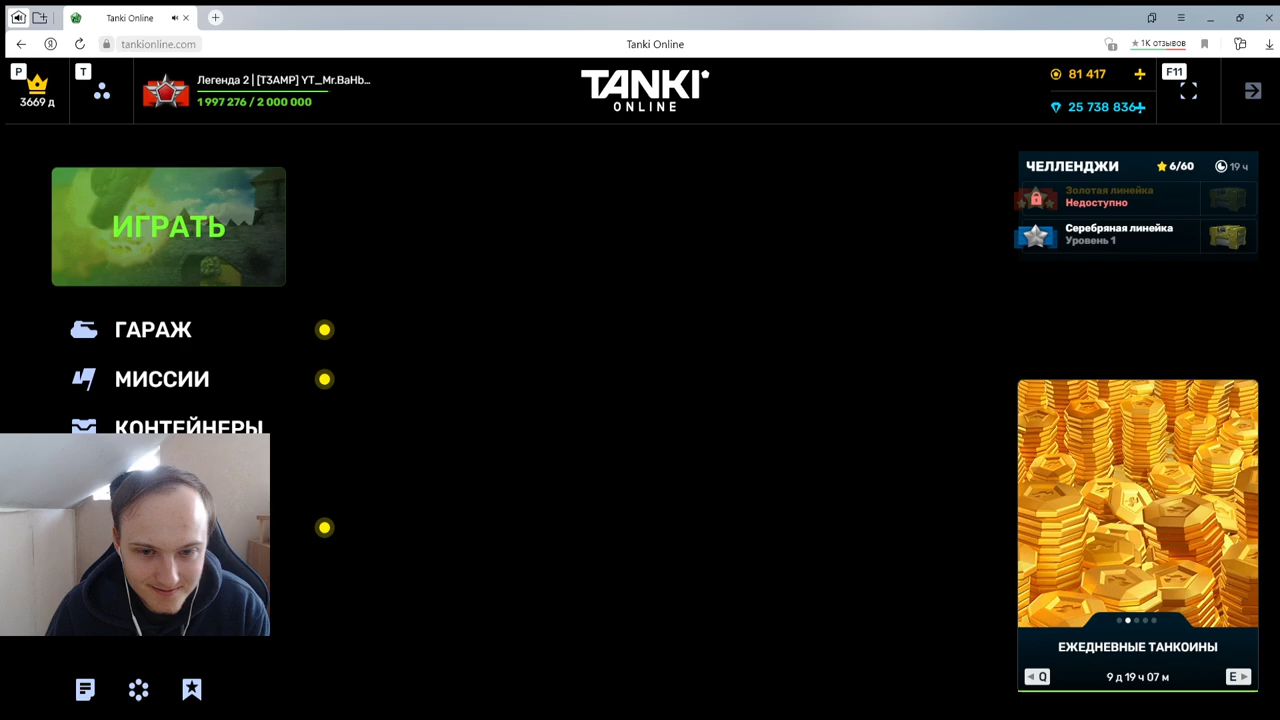 Tanki Online
tankionline.com
Tanki Online
1K отзывов
P
3669 д
T
Легенда 2 | [T3AMP] YT_Mr.BaHb...
1 997 276 / 2 000 000
TANKI
ONLINE
81 417
25 738 836
F11
ИГРАТЬ
ГАРАЖ
МИССИИ
КОНТЕЙНЕРЫ
ЧЕЛЛЕНДЖИ
6/60
19 ч
Золотая линейка
Недоступно
Серебряная линейка
Уровень 1
ЕЖЕДНЕВНЫЕ ТАНКОИНЫ
Q
9 д 19 ч 07 м
E